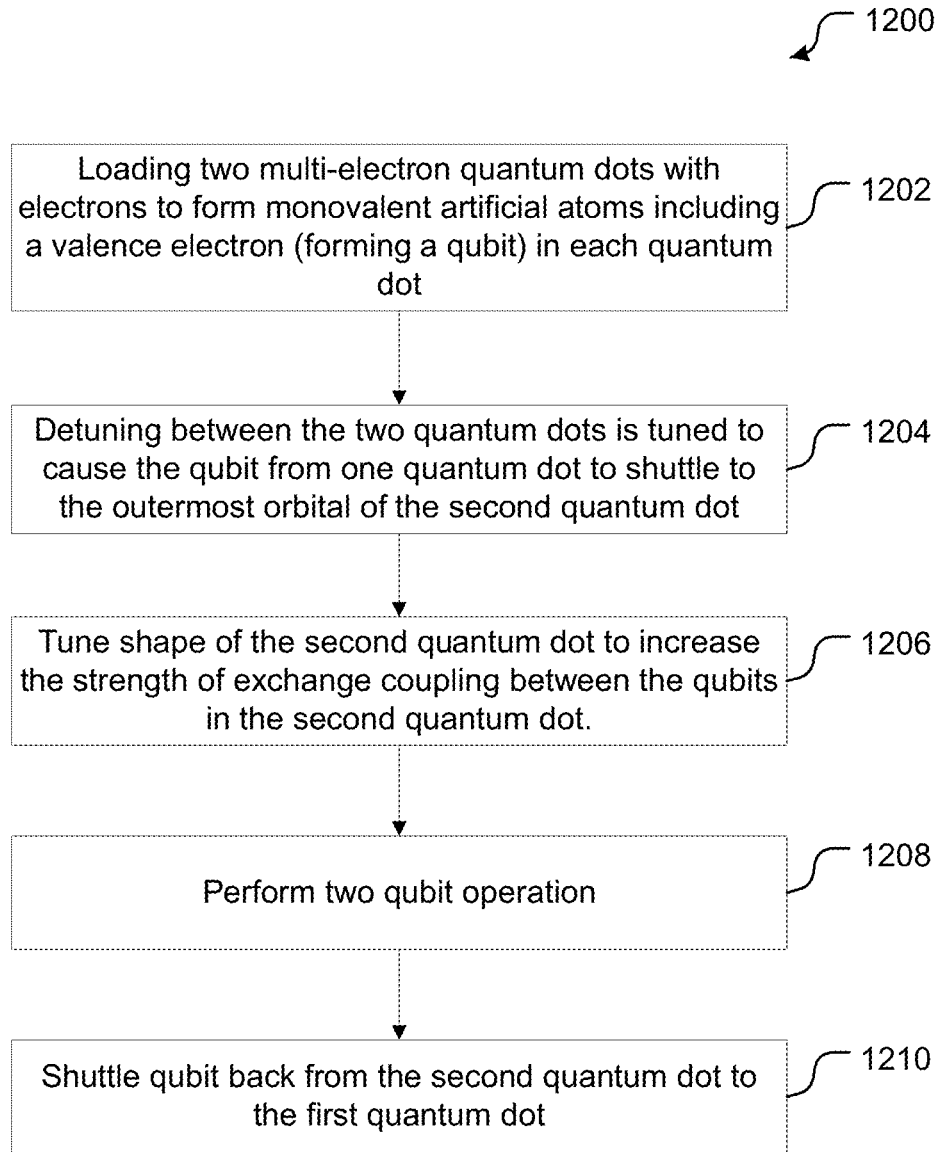 1200
Loading two multi-electron quantum dots with
electrons to form monovalent artificial atoms including
a valence electron (forming a qubit) in each quantum
dot
1202
Detuning between the two quantum dots is tuned to
cause the qubit from one quantum dot to shuttle to
the outermost orbital of the second quantum dot
1204
Tune shape of the second quantum dot to increase
the strength of exchange coupling between the qubits
in the second quantum dot.
1206
Perform two qubit operation
1208
Shuttle qubit back from the second quantum dot to
the first quantum dot
1210